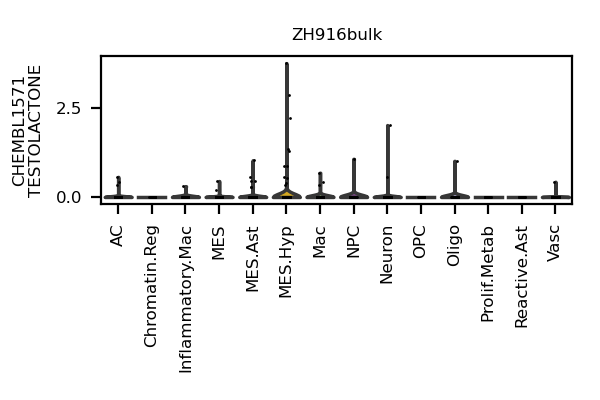 ZH916bulk
CHEMBL1571
TESTOLACTONE
2.5
0.0
AC
Chromatin.Reg
Inflammatory.Mac
MES
MES.Ast
MES.Hyp
Mac
NPC
Neuron
OPC
Oligo
Prolif.Metab
Reactive.Ast
Vasc